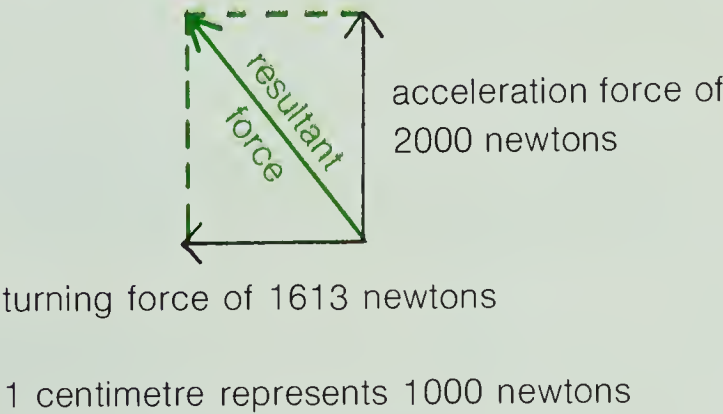 resultant
force
acceleration force of
2000 newtons
turning force of 1613 newtons
1 centimetre represents 1000 newtons